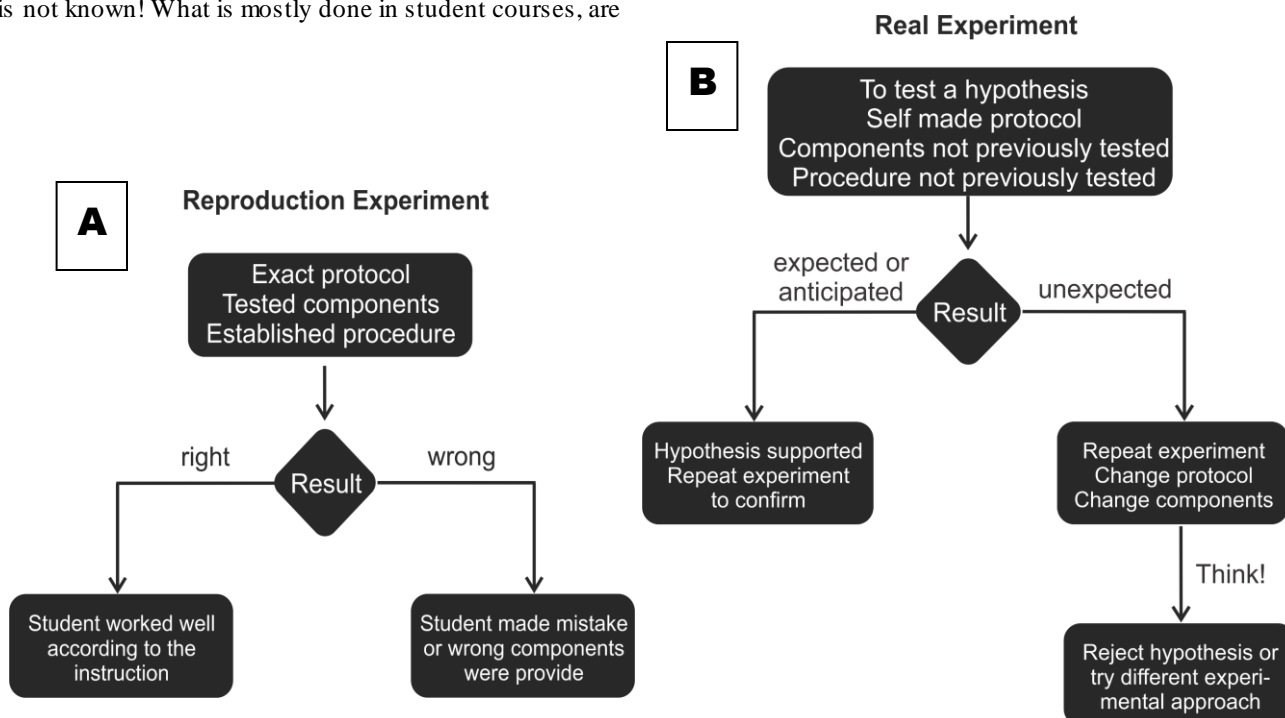 is not known! What is mostly done in student courses, are
A
Reproduction Experiment
Exact protocol
Tested components
Established procedure
Result
right
wrong
Student worked well
according to the
instruction
Student made mistake
or wrong components
were provide
B
Real Experiment
To test a hypothesis
Self made protocol
Components not previously tested
Procedure not previously tested
expected or
anticipated
Result
unexpected
Hypothesis supported
Repeat experiment
to confirm
Repeat experiment
Change protocol
Change components
Think!
Reject hypothesis or
try different experi-
mental approach